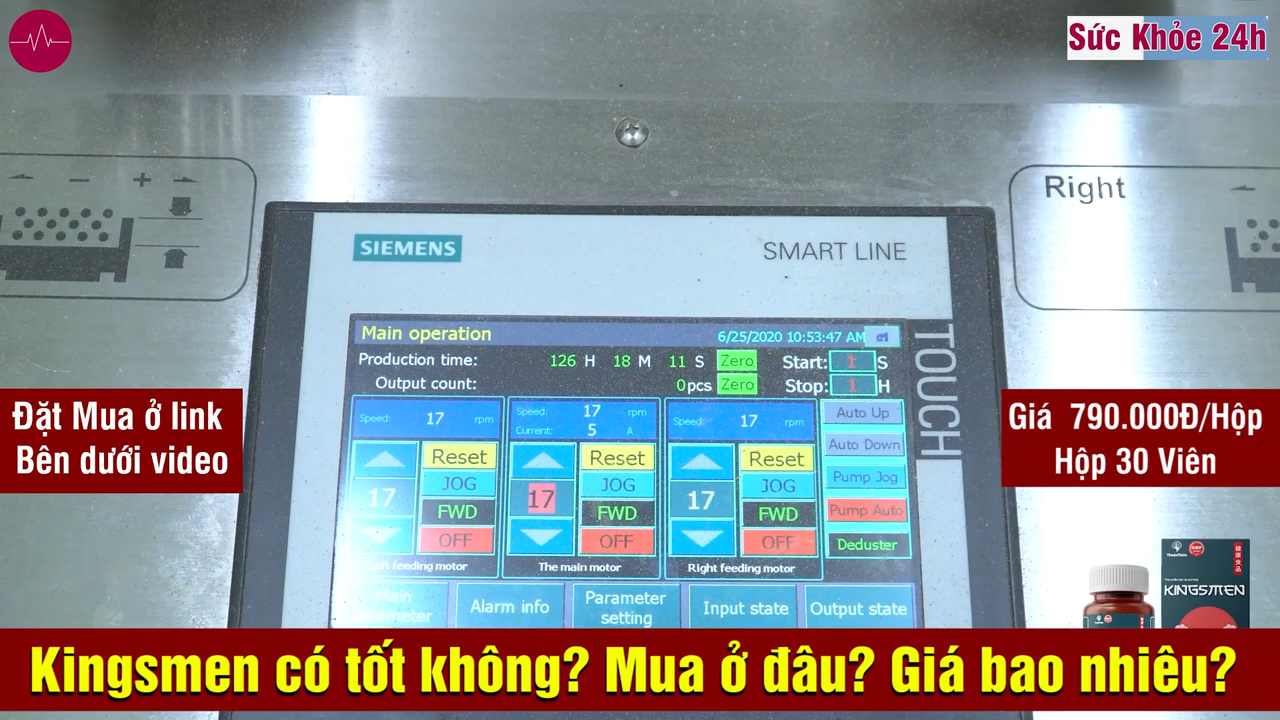 Sức Khỏe 24h
Right
SIEMENS
SMART LINE
TOUCH
Main operation
6/25/2020 10:53:47 AM
Production time: 126 H 18 M 11 S Zero Start: 1 S
Output count: 0 pcs Zero Stop: 1 H
Speed: 17 rpm
Speed: 17 rpm
Current: 5 A
Speed: 17 rpm
Auto Up
Auto Down
Pump Jog
Pump Auto
Deduster
17
Reset
JOG
FWD
OFF
17
Reset
JOG
FWD
OFF
17
Reset
JOG
FWD
OFF
Left feeding motor
The main motor
Right feeding motor
Main
Alarm info
Parameter
setting
Input state
Output state
Đặt Mua ở link
Bên dưới video
Giá 790.000Đ/Hộp
Hộp 30 Viên
KINGSMEN
Kingsmen có tốt không? Mua ở đâu? Giá bao nhiêu?